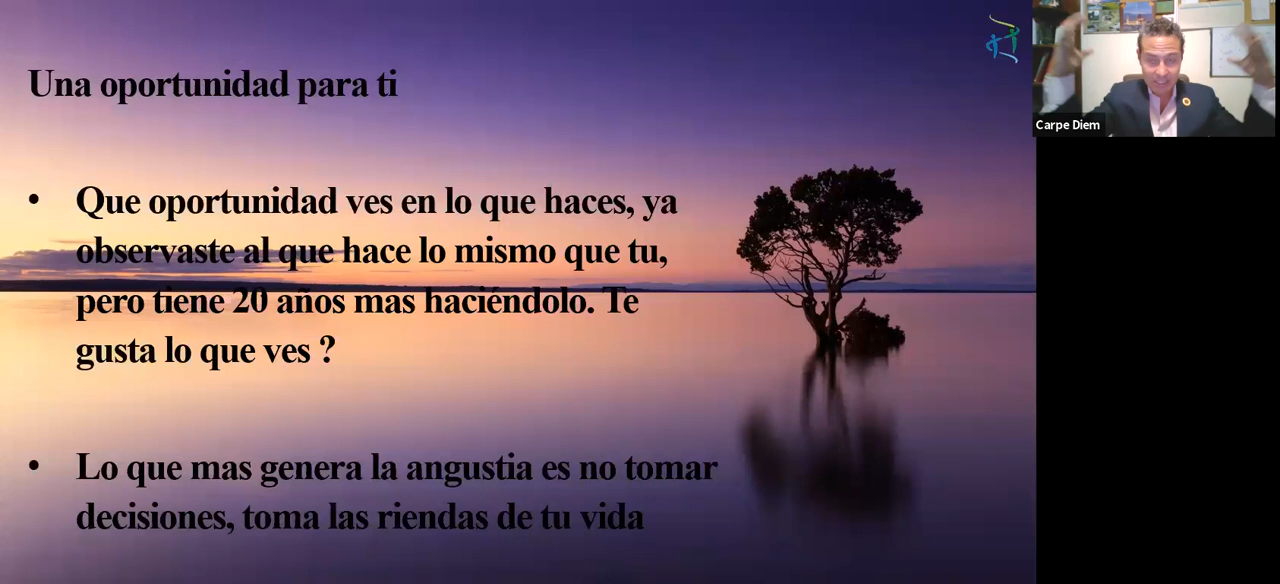 Una oportunidad para ti
• Que oportunidad ves en lo que haces, ya
observaste al que hace lo mismo que tu,
pero tiene 20 años mas haciéndolo. Te
gusta lo que ves ?
• Lo que mas genera la angustia es no tomar
decisiones, toma las riendas de tu vida
Carpe Diem